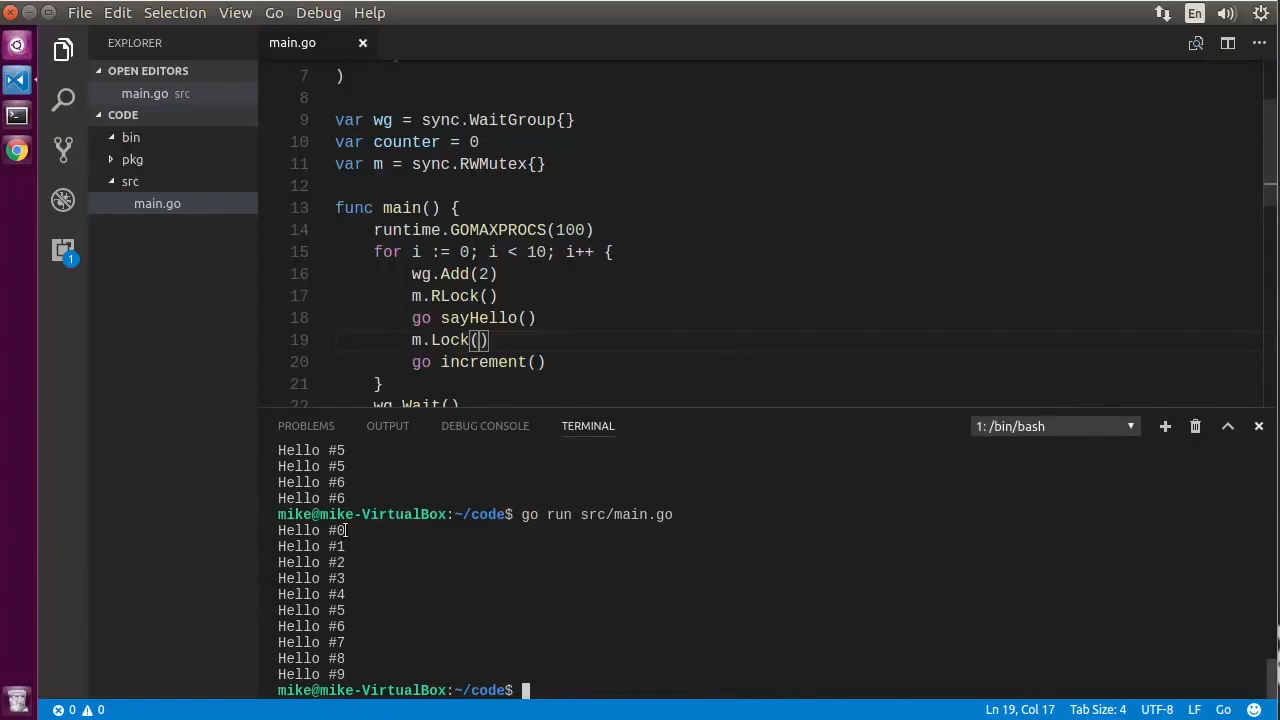 File Edit Selection View Go Debug Help
En
EXPLORER
OPEN EDITORS
main.go src
CODE
bin
pkg
src
main.go
1
main.go
7 )
8
9 var wg = sync.WaitGroup{}
10 var counter = 0
11 var m = sync.RWMutex{}
12
13 func main() {
14 runtime.GOMAXPROCS(100)
15 for i := 0; i < 10; i++ {
16 wg.Add(2)
17 m.RLock()
18 go sayHello()
19 m.Lock()
20 go increment()
21 }
22 wg.Wait()
PROBLEMS OUTPUT DEBUG CONSOLE TERMINAL 1: /bin/bash
Hello #5
Hello #5
Hello #6
Hello #6
mike@mike-VirtualBox:~/code$ go run src/main.go
Hello #0
Hello #1
Hello #2
Hello #3
Hello #4
Hello #5
Hello #6
Hello #7
Hello #8
Hello #9
mike@mike-VirtualBox:~/code$
0 0 Ln 19, Col 17 Tab Size: 4 UTF-8 LF Go